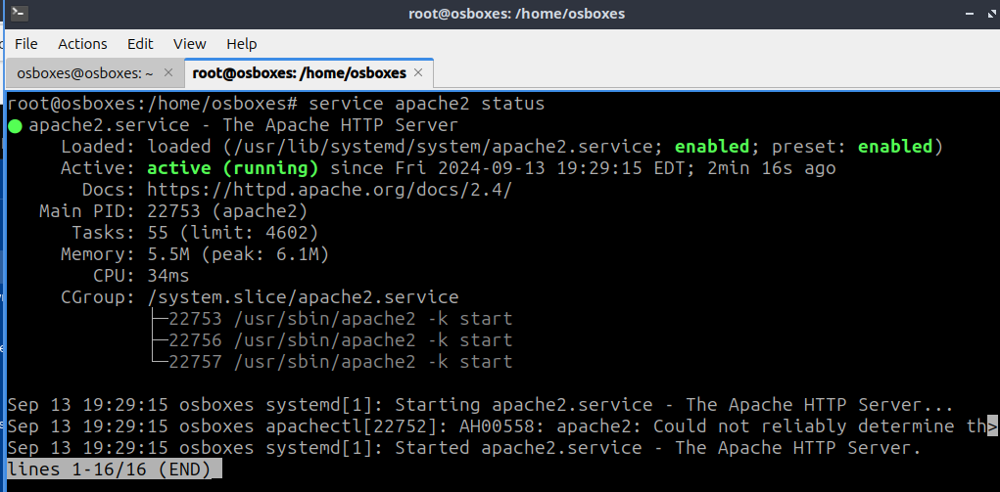 root@osboxes: /home/osboxes
File Actions Edit View Help
osboxes@osboxes: ~ × root@osboxes: /home/osboxes ×
root@osboxes:/home/osboxes# service apache2 status
● apache2.service - The Apache HTTP Server
Loaded: loaded (/usr/lib/systemd/system/apache2.service; enabled; preset: enabled)
Active: active (running) since Fri 2024-09-13 19:29:15 EDT; 2min 16s ago
Docs: https://httpd.apache.org/docs/2.4/
Main PID: 22753 (apache2)
Tasks: 55 (limit: 4602)
Memory: 5.5M (peak: 6.1M)
CPU: 34ms
CGroup: /system.slice/apache2.service
├─22753 /usr/sbin/apache2 -k start
├─22756 /usr/sbin/apache2 -k start
└─22757 /usr/sbin/apache2 -k start
Sep 13 19:29:15 osboxes systemd[1]: Starting apache2.service - The Apache HTTP Server...
Sep 13 19:29:15 osboxes apachectl[22752]: AH00558: apache2: Could not reliably determine th>
Sep 13 19:29:15 osboxes systemd[1]: Started apache2.service - The Apache HTTP Server.
lines 1-16/16 (END)